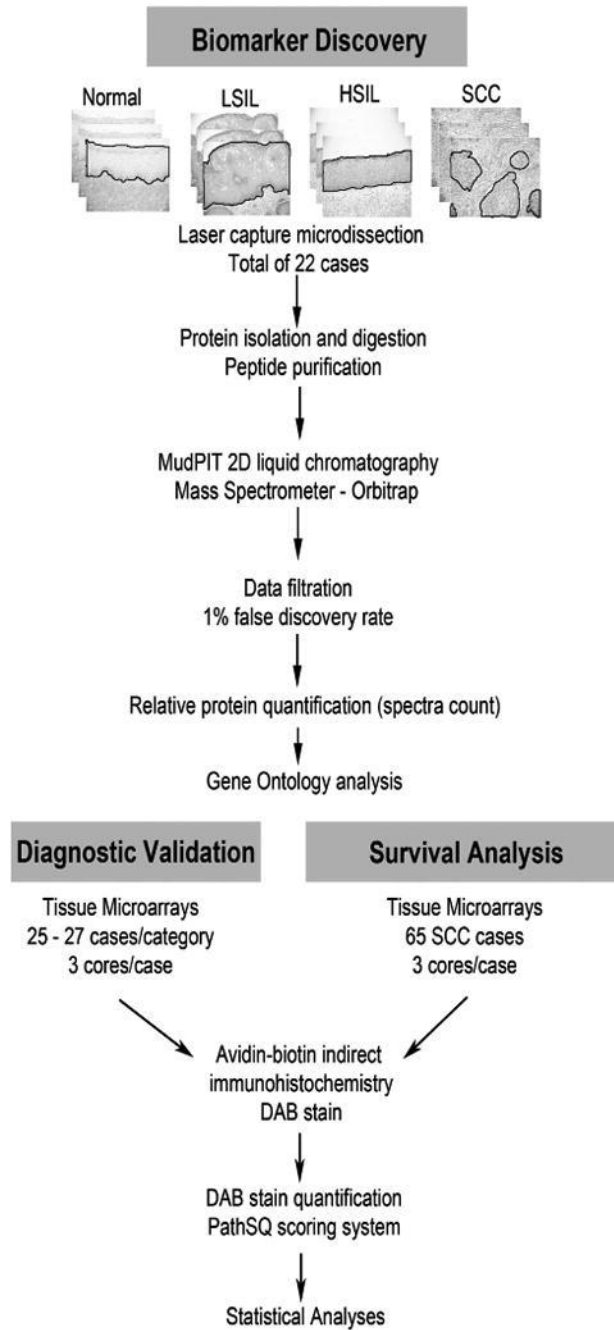 Biomarker Discovery
Normal
LSIL
HSIL
SCC
Laser capture microdissection
Total of 22 cases
Protein isolation and digestion
Peptide purification
MudPIT 2D liquid chromatography
Mass Spectrometer - Orbitrap
Data filtration
1% false discovery rate
Relative protein quantification (spectra count)
Gene Ontology analysis
Diagnostic Validation
Tissue Microarrays
25 - 27 cases/category
3 cores/case
Survival Analysis
Tissue Microarrays
65 SCC cases
3 cores/case
Avidin-biotin indirect
immunohistochemistry
DAB stain
DAB stain quantification
PathSQ scoring system
Statistical Analyses